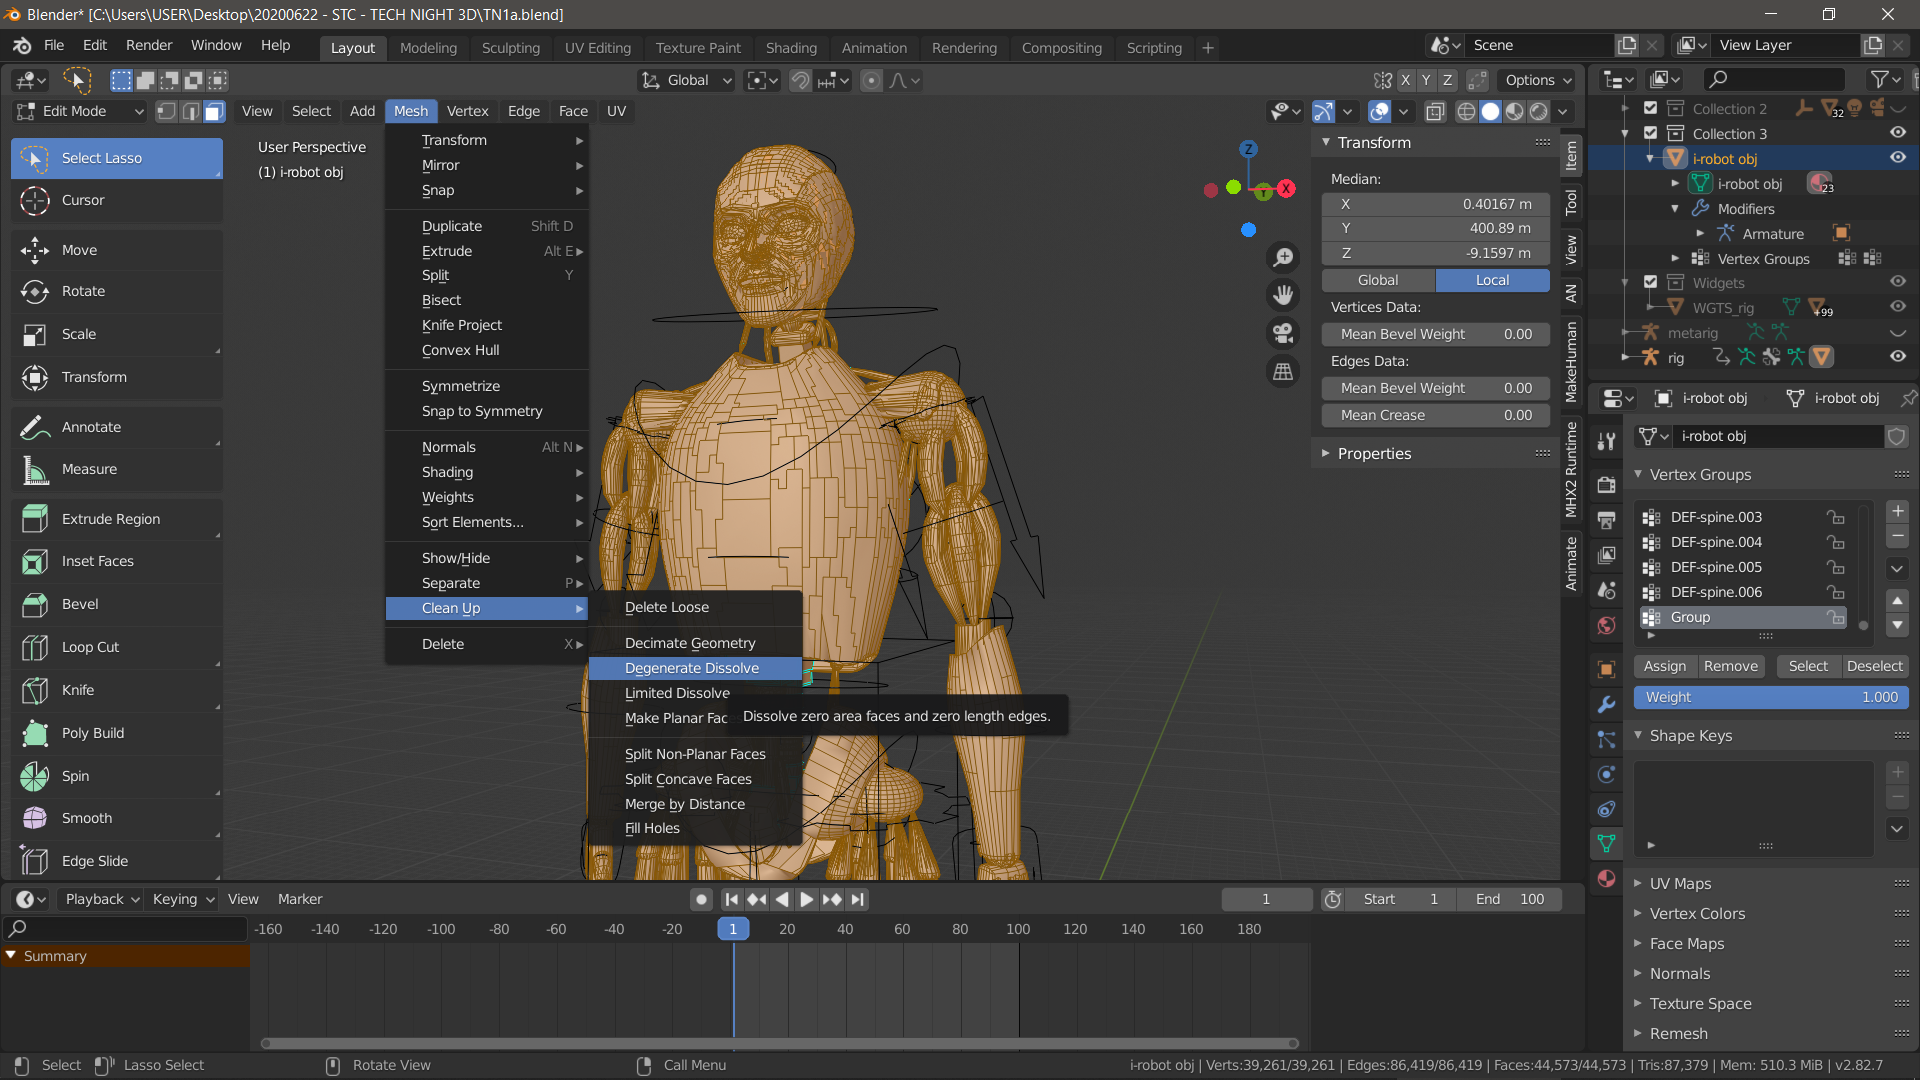 Blender* [C:\Users\USER\Desktop\20200622 - STC - TECH NIGHT 3D\TN1a.blend]
File Edit Render Window Help Layout Modeling Sculpting UV Editing Texture Paint Shading Animation Rendering Compositing Scripting + Scene View Layer
Global X Y Z Options
Edit Mode View Select Add Mesh Vertex Edge Face UV
Select Lasso
Cursor
Move
Rotate
Scale
Transform
Annotate
Measure
Extrude Region
Inset Faces
Bevel
Loop Cut
Knife
Poly Build
Spin
Smooth
Edge Slide
User Perspective
(1) i-robot obj
Transform
Mirror
Snap
Duplicate Shift D
Extrude Alt E
Split Y
Bisect
Knife Project
Convex Hull
Symmetrize
Snap to Symmetry
Normals Alt N
Shading
Weights
Sort Elements...
Show/Hide
Separate P
Clean Up
Delete X
Delete Loose
Decimate Geometry
Degenerate Dissolve
Limited Dissolve
Make Planar Fac
Dissolve zero area faces and zero length edges.
Split Non-Planar Faces
Split Concave Faces
Merge by Distance
Fill Holes
Z
Y
X
Transform
Median:
X 0.40167 m
Y 400.89 m
Z -9.1597 m
Global Local
Vertices Data:
Mean Bevel Weight 0.00
Edges Data:
Mean Bevel Weight 0.00
Mean Crease 0.00
Properties
Item
Tool
View
AN
MakeHuman
MHX2 Runtime
Animate
Collection 2 32
Collection 3
i-robot obj
i-robot obj 23
Modifiers
Armature
Vertex Groups
Widgets
WGTS_rig +99
metarig
rig
i-robot obj i-robot obj
i-robot obj
Vertex Groups
DEF-spine.003
DEF-spine.004
DEF-spine.005
DEF-spine.006
Group
Assign Remove Select Deselect
Weight 1.000
Shape Keys
UV Maps
Vertex Colors
Face Maps
Normals
Texture Space
Remesh
Playback Keying View Marker 1 Start 1 End 100
-160 -140 -120 -100 -80 -60 -40 -20 1 20 40 60 80 100 120 140 160 180
Summary
Select Lasso Select Rotate View Call Menu i-robot obj | Verts:39,261/39,261 | Edges:86,419/86,419 | Faces:44,573/44,573 | Tris:87,379 | Mem: 510.3 MiB | v2.82.7